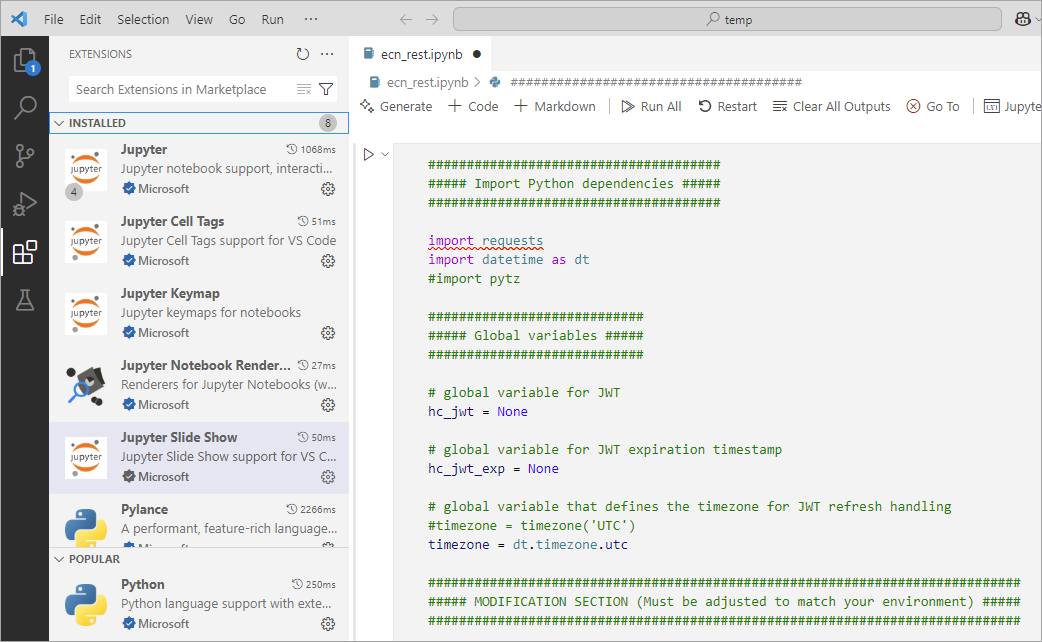 File Edit Selection View Go Run ···
temp
EXTENSIONS
Search Extensions in Marketplace
1
INSTALLED 8
Jupyter 1068ms
Jupyter notebook support, interacti...
Microsoft
jupyter
4
Jupyter Cell Tags 51ms
Jupyter Cell Tags support for VS Code
Microsoft
jupyter
Jupyter Keymap
Jupyter keymaps for notebooks
Microsoft
jupyter
Jupyter Notebook Render... 27ms
Renderers for Jupyter Notebooks (w...
Microsoft
Jupyter Slide Show 50ms
Jupyter Slide Show support for VS C...
Microsoft
jupyter
Pylance 2266ms
A performant, feature-rich language...
Microsoft
POPULAR
Python 250ms
Python language support with exte...
Microsoft
ecn_rest.ipynb
ecn_rest.ipynb > ######################################
Generate + Code + Markdown Run All Restart Clear All Outputs Go To Jupyte
######################################
##### Import Python dependencies #####
######################################
import requests
import datetime as dt
#import pytz
############################
##### Global variables #####
############################
# global variable for JWT
hc_jwt = None
# global variable for JWT expiration timestamp
hc_jwt_exp = None
# global variable that defines the timezone for JWT refresh handling
#timezone = timezone('UTC')
timezone = dt.timezone.utc
#############################################################################
##### MODIFICATION SECTION (Must be adjusted to match your environment) #####
#############################################################################